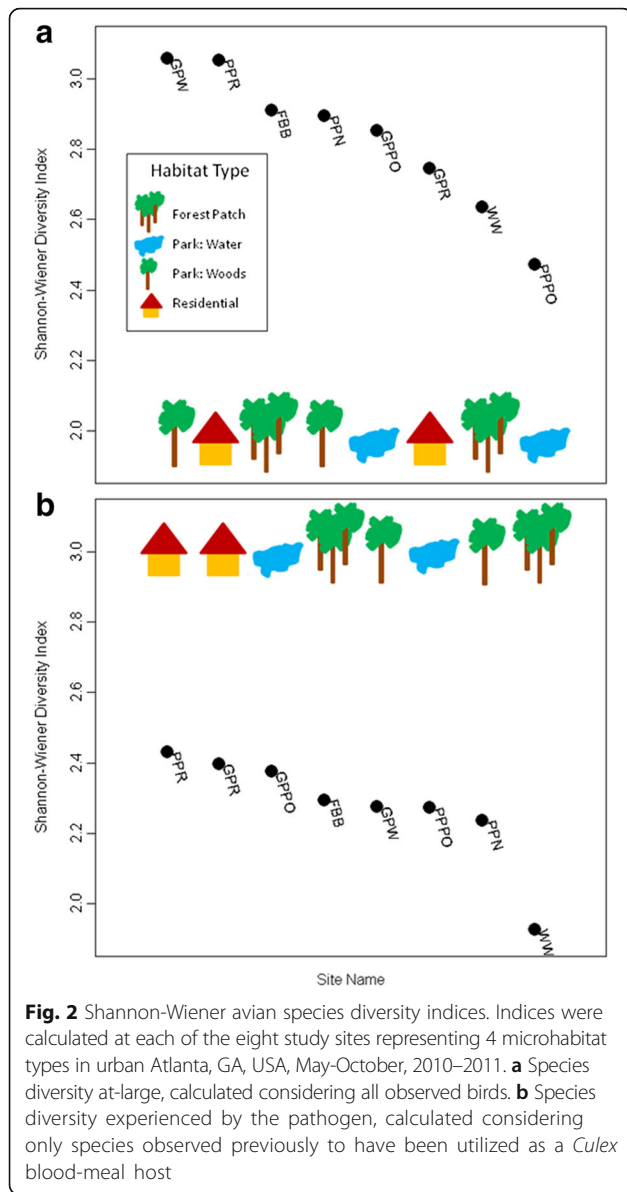 a
Shannon-Wiener Diversity Index
3.0
2.8
2.6
2.4
2.2
2.0
GPW
PPR
FBB
PPN
GPPO
GPR
WW
PPPO
Habitat Type
Forest Patch
Park: Water
Park: Woods
Residential
b
Shannon-Wiener Diversity Index
3.0
2.8
2.6
2.4
2.2
2.0
PPR
GPR
GPPO
FBB
GPW
PPPO
PPN
WW
Site Name
Fig. 2 Shannon-Wiener avian species diversity indices. Indices were
calculated at each of the eight study sites representing 4 microhabitat
types in urban Atlanta, GA, USA, May-October, 2010–2011. a Species
diversity at-large, calculated considering all observed birds. b Species
diversity experienced by the pathogen, calculated considering
only species observed previously to have been utilized as a Culex
blood-meal host